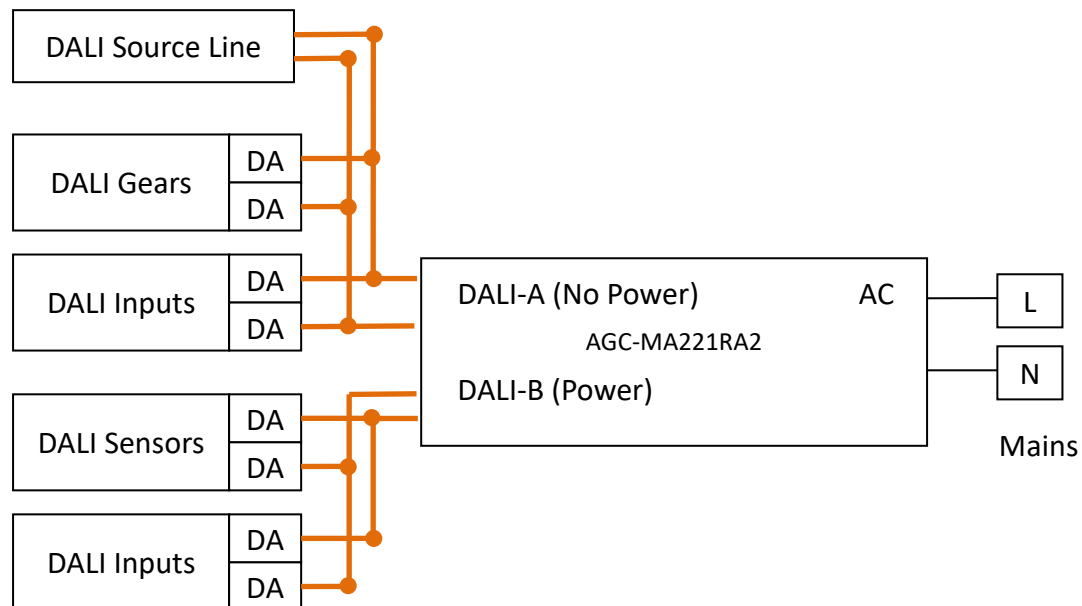 DALI Source Line
DALI Gears
DA
DA
DALI Inputs
DA
DA
DALI Sensors
DA
DA
DALI Inputs
DA
DA
DALI-A (No Power)
AC
AGC-MA221RA2
DALI-B (Power)
L
N
Mains